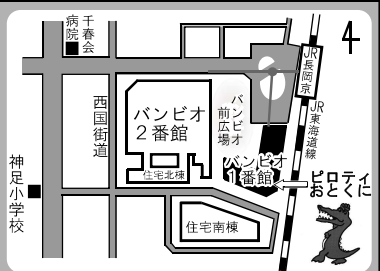 千春会
病院
JR長岡京
4
JR東海道線
西国街道
バンビオ
2番館
バンビオ
前広場
バンビオ
1番館
住宅北棟
ピロティ
おとくに
神足小学校
住宅南棟